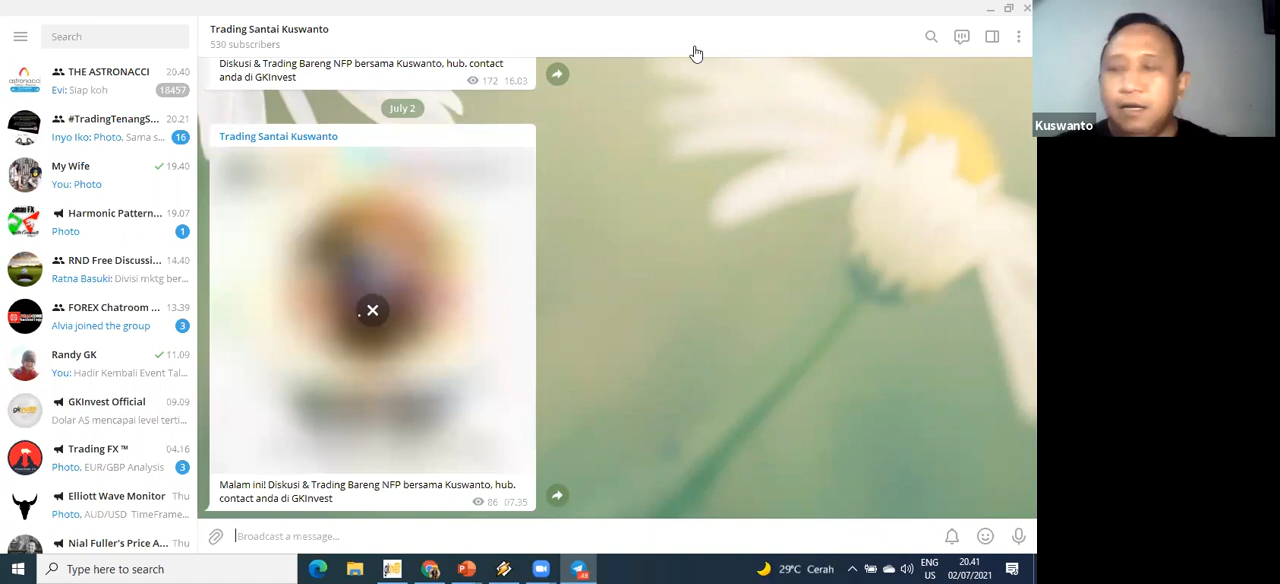 Search
Trading Santai Kuswanto
530 subscribers
THE ASTRONACCI 20.40
Evi: Siap koh 18457
#TradingTenangS... 20.21
Inyo Iko: Photo, Sama s... 16
My Wife 19.40
You: Photo
Harmonic Pattern... 19.07
Photo 1
RND Free Discussi... 14.40
Ratna Basuki: Divisi mktg ber...
FOREX Chatroom ... 13.39
Alvia joined the group 3
Randy GK 11.09
You: Hadir Kembali Event Tal...
GKInvest Official 09.09
Dolar AS mencapai level terti...
Trading FX ™ 04.16
Photo, EUR/GBP Analysis 3
Elliott Wave Monitor Thu
Photo, AUD/USD TimeFrame...
Nial Fuller's Price A... Thu
Diskusi & Trading Bareng NFP bersama Kuswanto, hub. contact
anda di GKInvest 172 16.03
July 2
Trading Santai Kuswanto
Malam ini! Diskusi & Trading Bareng NFP bersama Kuswanto, hub.
contact anda di GKInvest 86 07.35
Broadcast a message...
Kuswanto
Type here to search
29°C Cerah
ENG
US
20.41
02/07/2021